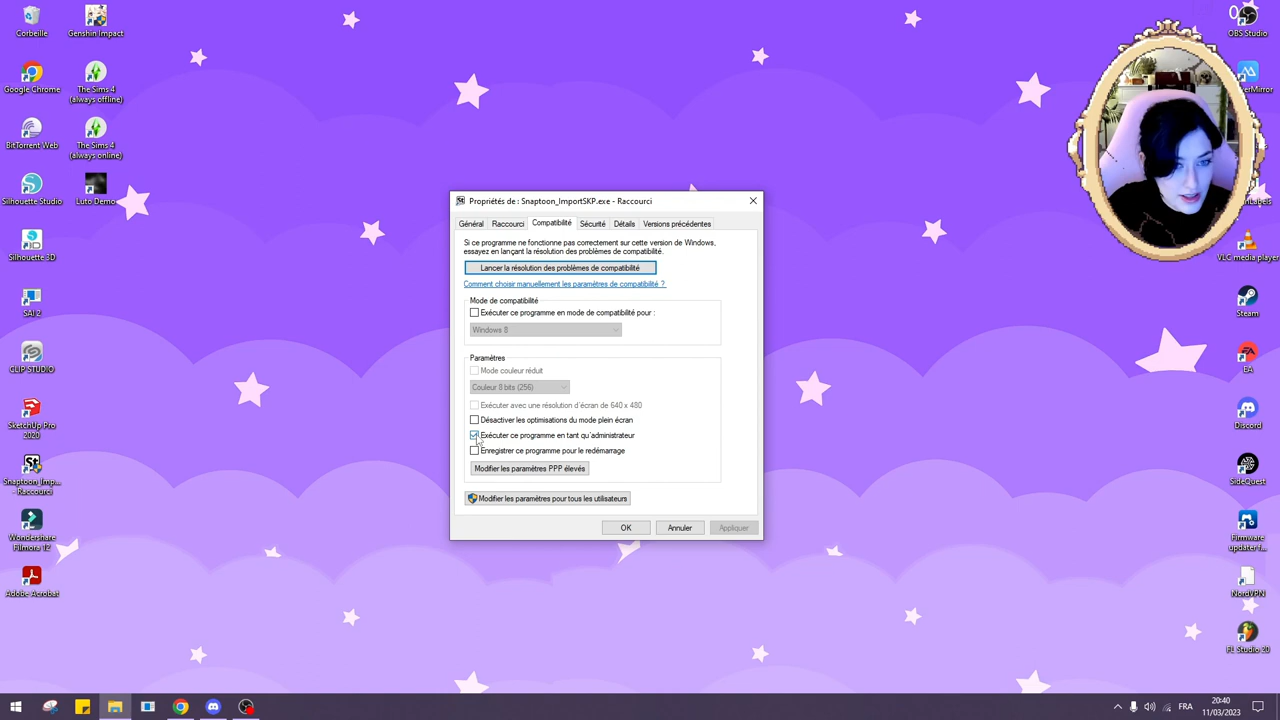 Corbeille
Genshin Impact
Google Chrome
The Sims 4
(always offline)
BitTorrent Web
The Sims 4
(always online)
Silhouette Studio
Luto Demo
Silhouette 3D
SAI 2
CLIP STUDIO
SketchUp Pro
2020
Snaptoon_Imp...
- Raccourci
Wondershare
Filmora 12
Adobe Acrobat
Propriétés de : Snaptoon_ImportSKP.exe - Raccourci
Général
Raccourci
Compatibilité
Sécurité
Détails
Versions précédentes
Si ce programme ne fonctionne pas correctement sur cette version de Windows,
essayez en lançant la résolution des problèmes de compatibilité.
Lancer la résolution des problèmes de compatibilité
Comment choisir manuellement les paramètres de compatibilité ?
Mode de compatibilité
Exécuter ce programme en mode de compatibilité pour :
Windows 8
Paramètres
Mode couleur réduit
Couleur 8 bits (256)
Exécuter avec une résolution d'écran de 640 x 480
Désactiver les optimisations du mode plein écran
Exécuter ce programme en tant qu'administrateur
Enregistrer ce programme pour le redémarrage
Modifier les paramètres PPP élevés
Modifier les paramètres pour tous les utilisateurs
OK
Annuler
Appliquer
OBS Studio
VLC media player
Steam
EA
Discord
SideQuest
Firmware
NordVPN
FL Studio 20
FRA
20:40
11/03/2023